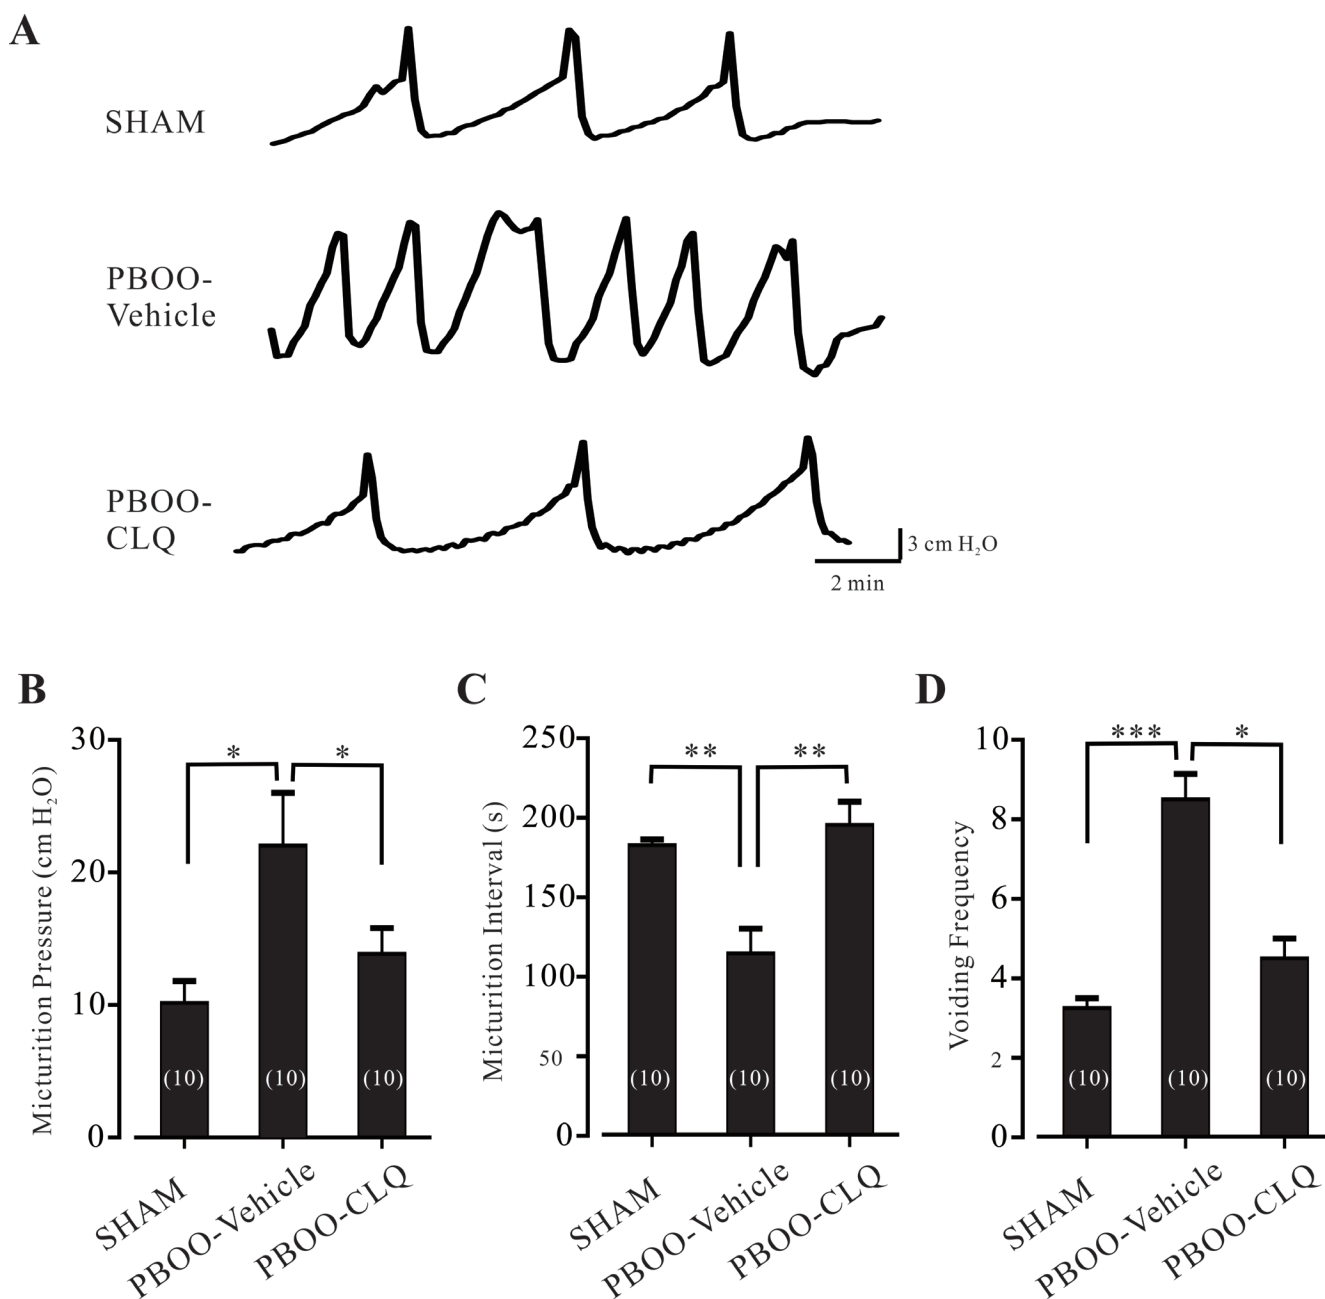 A
SHAM
PBOO-
Vehicle
PBOO-
CLQ
3 cm H₂O
2 min
B
Micturition Pressure (cm H₂O)
30
20
10
0
*
*
(10)
(10)
(10)
SHAM
PBOO-Vehicle
PBOO-CLQ
C
Micturition Interval (s)
250
200
150
100
50
0
**
**
(10)
(10)
(10)
SHAM
PBOO-Vehicle
PBOO-CLQ
D
Voiding Frequency
10
8
6
4
2
0
***
*
(10)
(10)
(10)
SHAM
PBOO-Vehicle
PBOO-CLQ